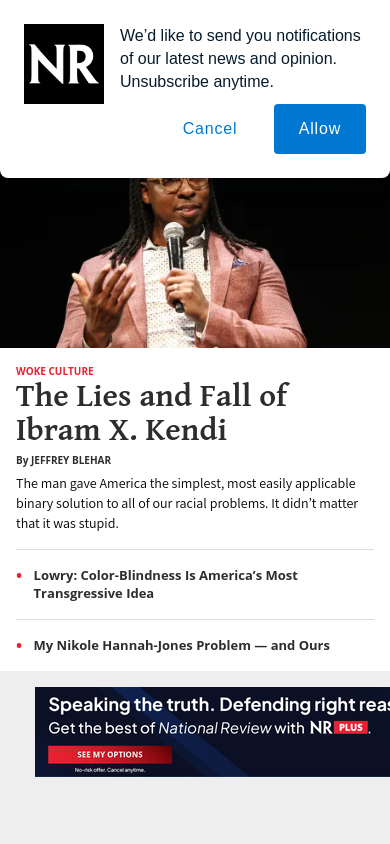 NR
We’d like to send you notifications
of our latest news and opinion.
Unsubscribe anytime.
Cancel
Allow
WOKE CULTURE
The Lies and Fall of
Ibram X. Kendi
By JEFFREY BLEHAR
The man gave America the simplest, most easily applicable
binary solution to all of our racial problems. It didn’t matter
that it was stupid.
• Lowry: Color-Blindness Is America’s Most
Transgressive Idea
• My Nikole Hannah-Jones Problem — and Ours
Speaking the truth. Defending right reas
Get the best of National Review with NR PLUS.
SEE MY OPTIONS
No-risk offer. Cancel anytime.